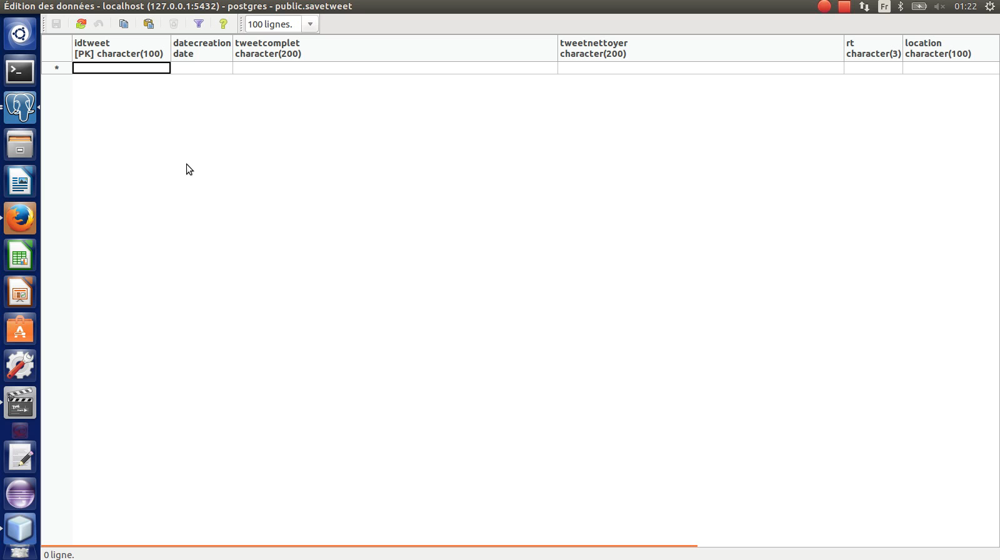 Édition des données - localhost (127.0.0.1:5432) - postgres - public.savetweet
Fr
01:22
100 lignes.
idtweet
[PK] character(100)
datecreation
date
tweetcomplet
character(200)
tweetnettoyer
character(200)
rt
character(3)
location
character(100)
*
0 ligne.